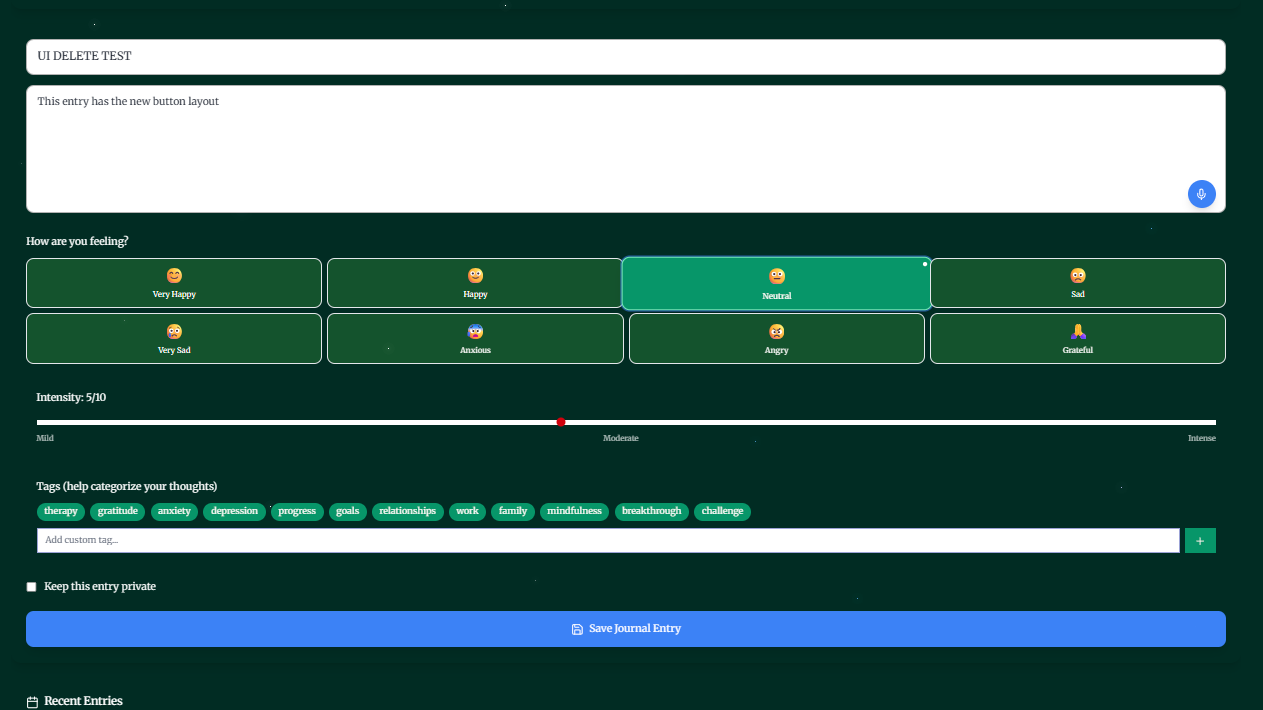 UI DELETE TEST
This entry has the new button layout
How are you feeling?
Very Happy
Happy
Neutral
Sad
Very Sad
Anxious
Angry
Grateful
Intensity: 5/10
Mild
Moderate
Intense
Tags (help categorize your thoughts)
therapy gratitude anxiety depression progress goals relationships work family mindfulness breakthrough challenge
Add custom tag...
+
Keep this entry private
Save Journal Entry
Recent Entries